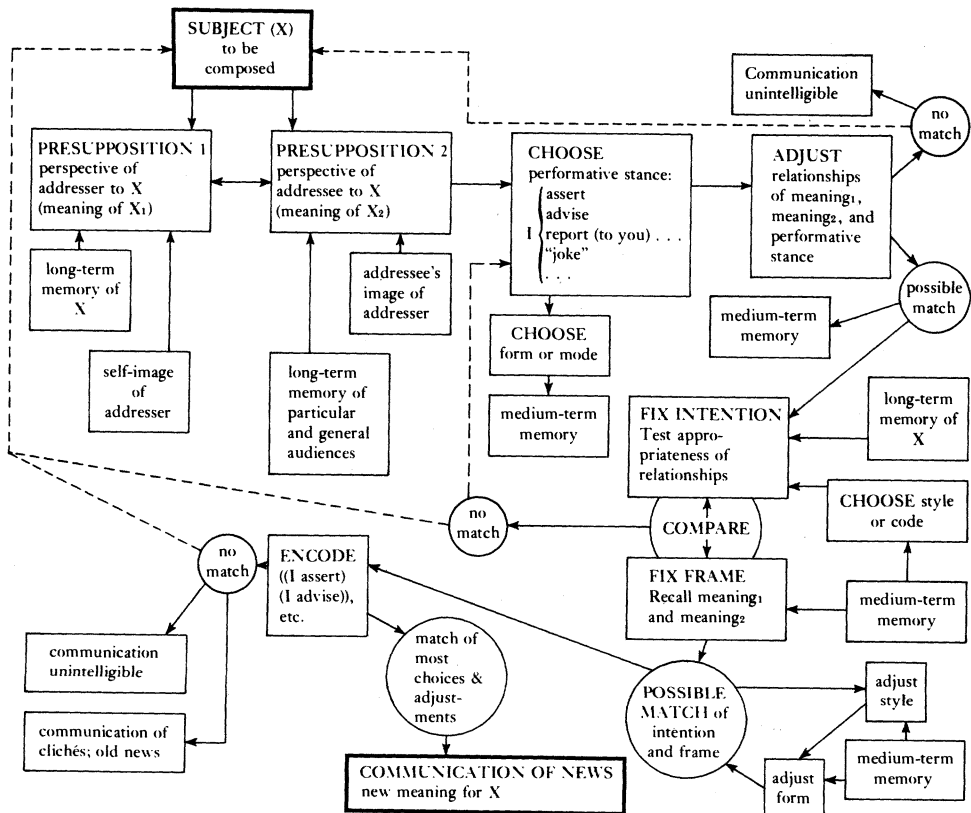 SUBJECT (X)
to be
composed
Communication
unintelligible
no
match
PRESUPPOSITION 1
perspective of
addresser to X
(meaning of X₁)
PRESUPPOSITION 2
perspective of
addressee to X
(meaning of X₂)
CHOOSE
performative stance:
assert
advise
I report (to you) . . .
"joke"
. . .
ADJUST
relationships
of meaning₁,
meaning₂, and
performative
stance
long-term
memory of
X
addressee's
image of
addresser
possible
match
medium-term
memory
CHOOSE
form or mode
self-image
of
addresser
long-term
memory of
particular
and general
audiences
medium-term
memory
FIX INTENTION
Test appro-
priateness of
relationships
long-term
memory of
X
no
match
COMPARE
CHOOSE style
or code
no
match
ENCODE
((I assert)
(I advise)),
etc.
FIX FRAME
Recall meaning₁
and meaning₂
medium-term
memory
communication
unintelligible
match of
most
choices &
adjust-
ments
POSSIBLE
MATCH of
intention
and frame
adjust
style
communication of
clichés; old news
medium-term
memory
COMMUNICATION OF NEWS
new meaning for X
adjust
form